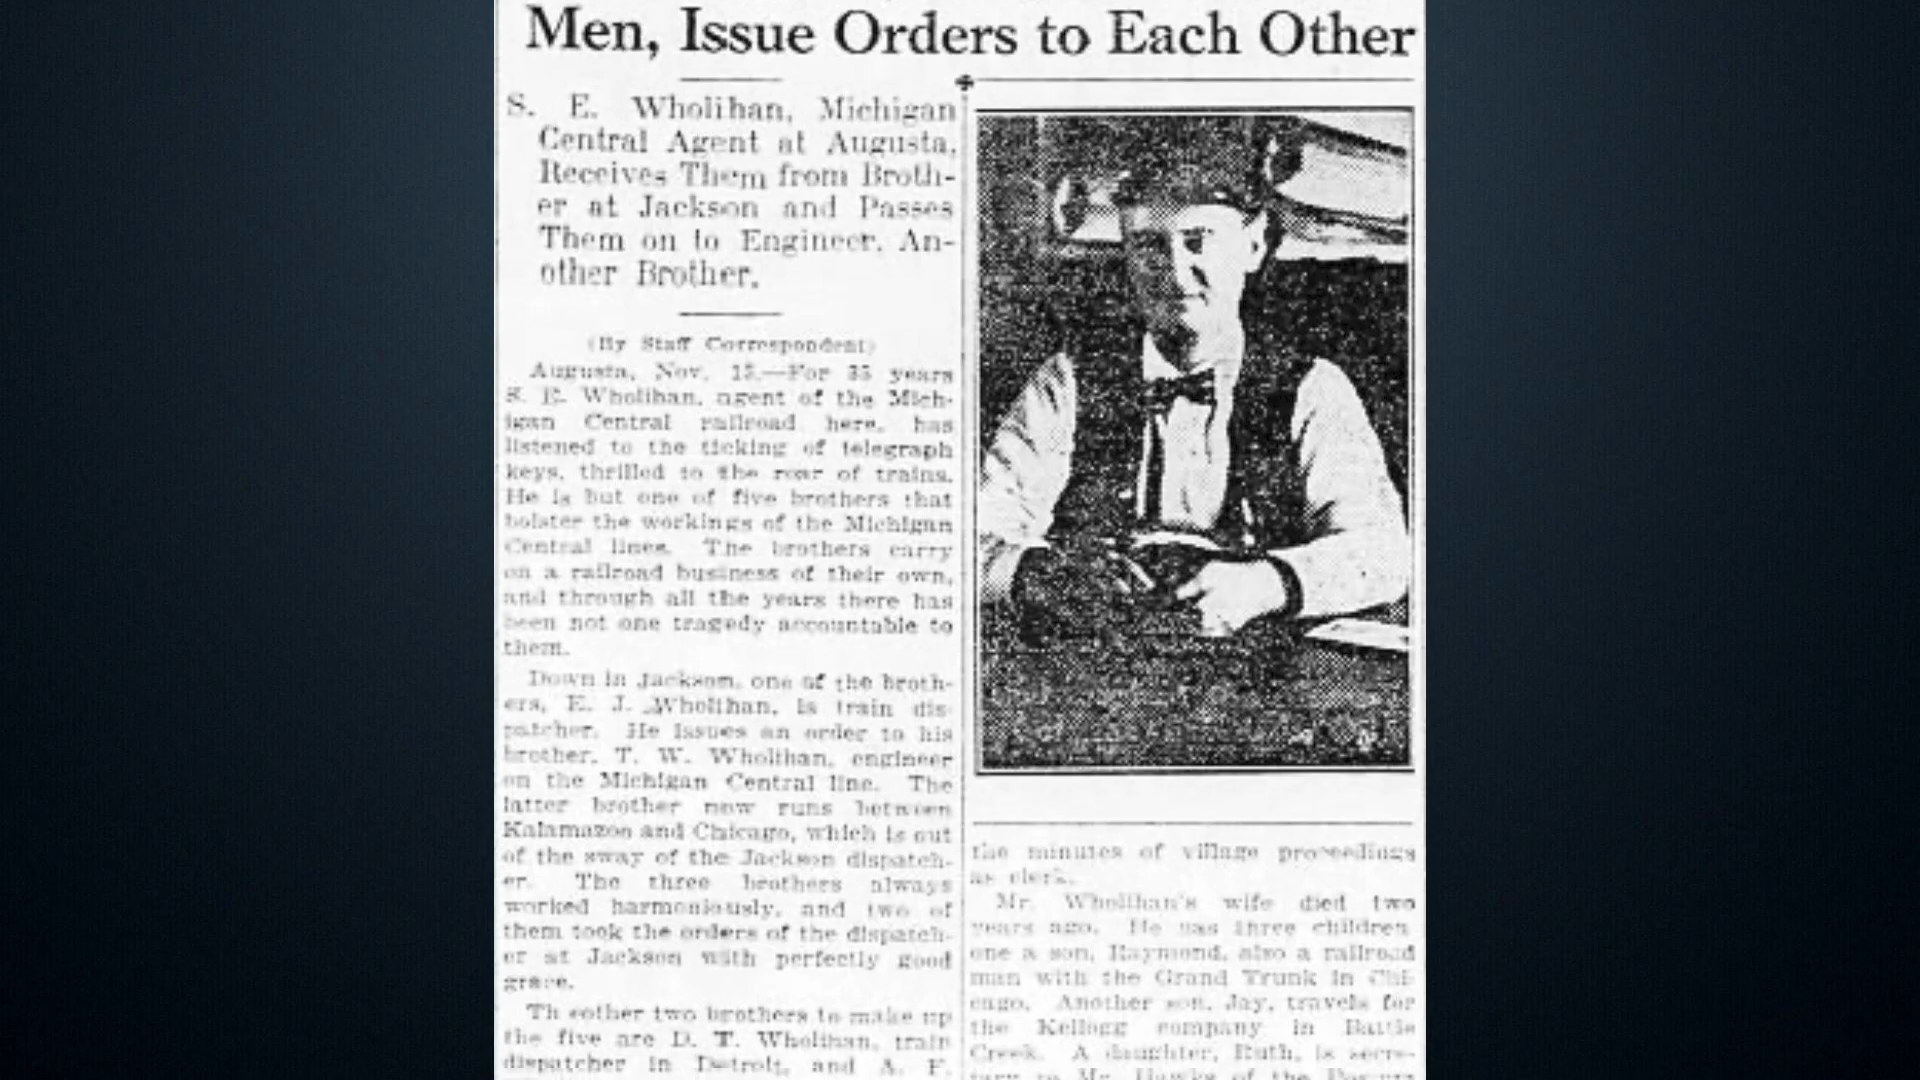 Men, Issue Orders to Each Other
S. E. Wholihan, Michigan
Central Agent at Augusta,
Receives Them from Broth-
er at Jackson and Passes
Them on to Engineer, An-
other Brother.
(By Staff Correspondent)
Augusta, Nov. 13.—For 35 years
S. E. Wholihan, agent of the Mich-
igan Central railroad here, has
listened to the ticking of telegraph
keys, thrilled to the roar of trains.
He is but one of five brothers that
bolster the workings of the Michigan
Central lines. The brothers carry
on a railroad business of their own,
and through all the years there has
been not one tragedy accountable to
them.
Down in Jackson, one of the broth-
ers, E. J. Wholihan, is train dis-
patcher. He issues an order to his
brother, T. W. Wholihan, engineer
on the Michigan Central line. The
latter brother now runs between
Kalamazoo and Chicago, which is out
of the sway of the Jackson dispatch-
er. The three brothers always
worked harmoniously, and two of
them took the orders of the dispatch-
er at Jackson with perfectly good
grace.
Th eother two brothers to make up
the five are D. T. Wholihan, train
dispatcher in Detroit, and A. F.
the minutes of village proceedings
as clerk.
Mr. Wholihan's wife died two
years ago. He has three children,
one a son, Raymond, also a railroad
man with the Grand Trunk in Chi-
cago. Another son, Jay, travels for
the Kellogg company in Battle
Creek. A daughter, Ruth, is secre-
tary to Mr. Hawks of the